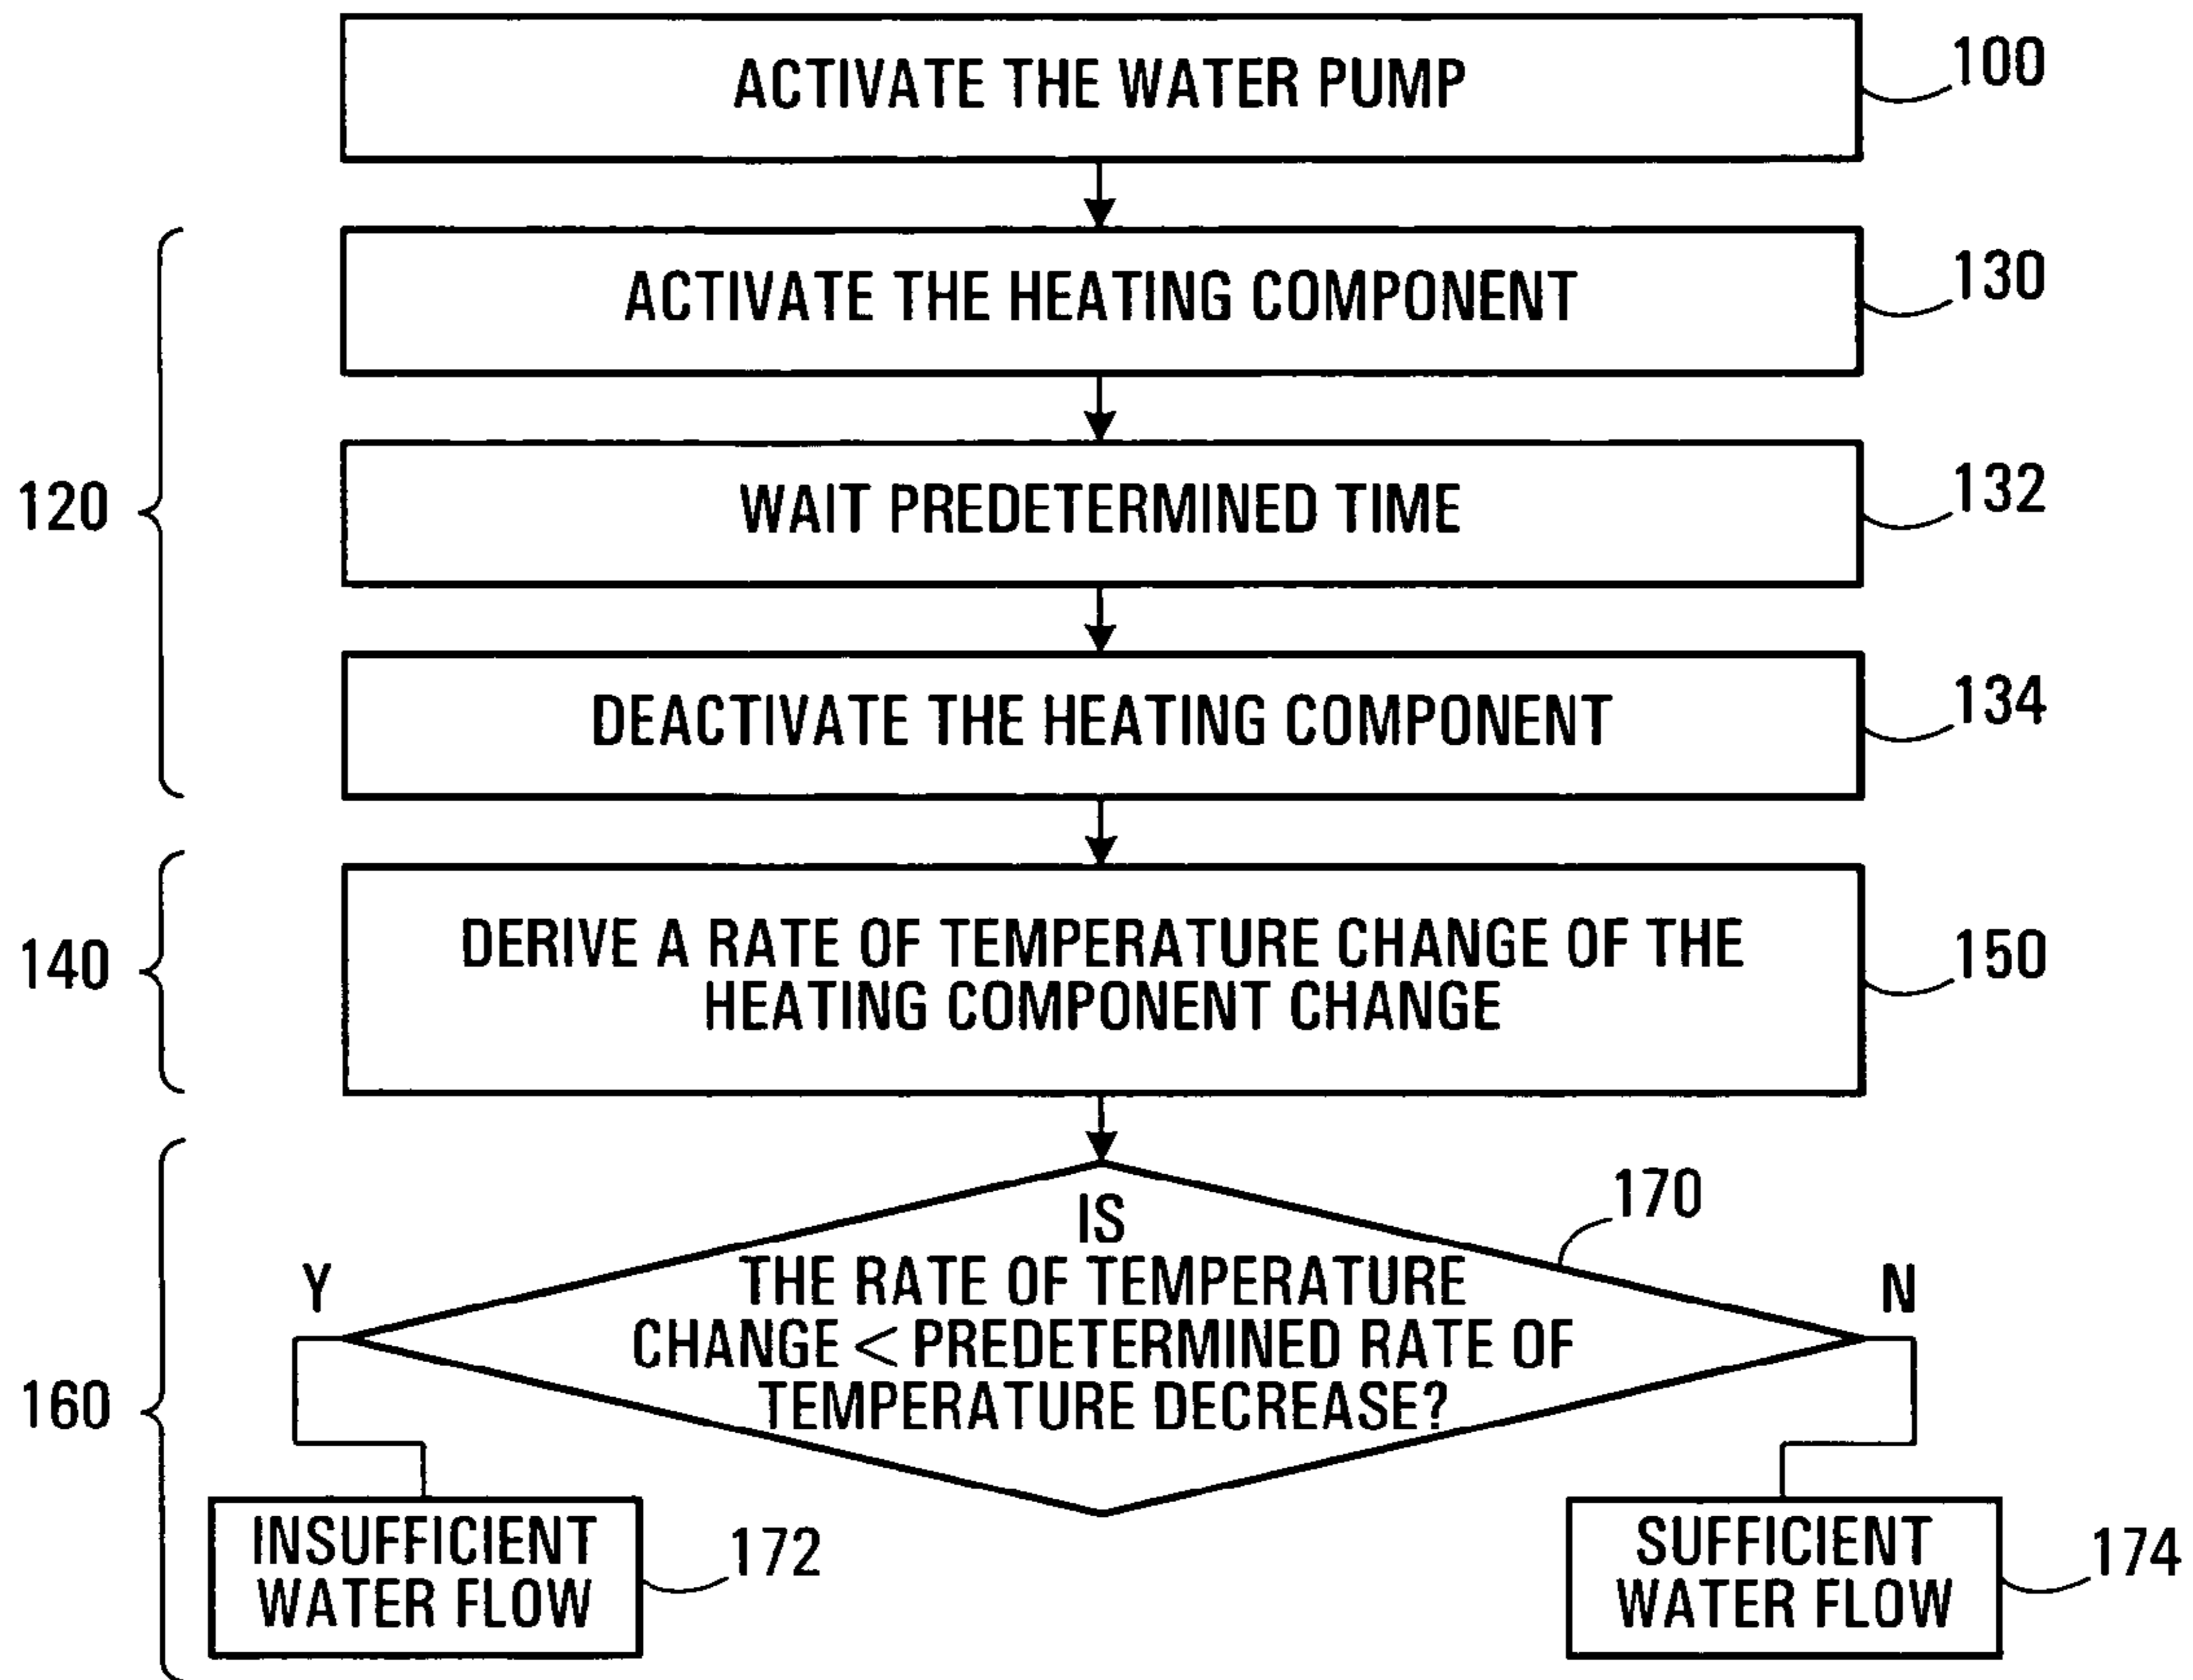 ACTIVATE THE WATER PUMP
100
ACTIVATE THE HEATING COMPONENT
130
120
WAIT PREDETERMINED TIME
132
DEACTIVATE THE HEATING COMPONENT
134
140
DERIVE A RATE OF TEMPERATURE CHANGE OF THE
HEATING COMPONENT CHANGE
150
160
170
IS
THE RATE OF TEMPERATURE
CHANGE < PREDETERMINED RATE OF
TEMPERATURE DECREASE?
Y
N
INSUFFICIENT
WATER FLOW
172
SUFFICIENT
WATER FLOW
174